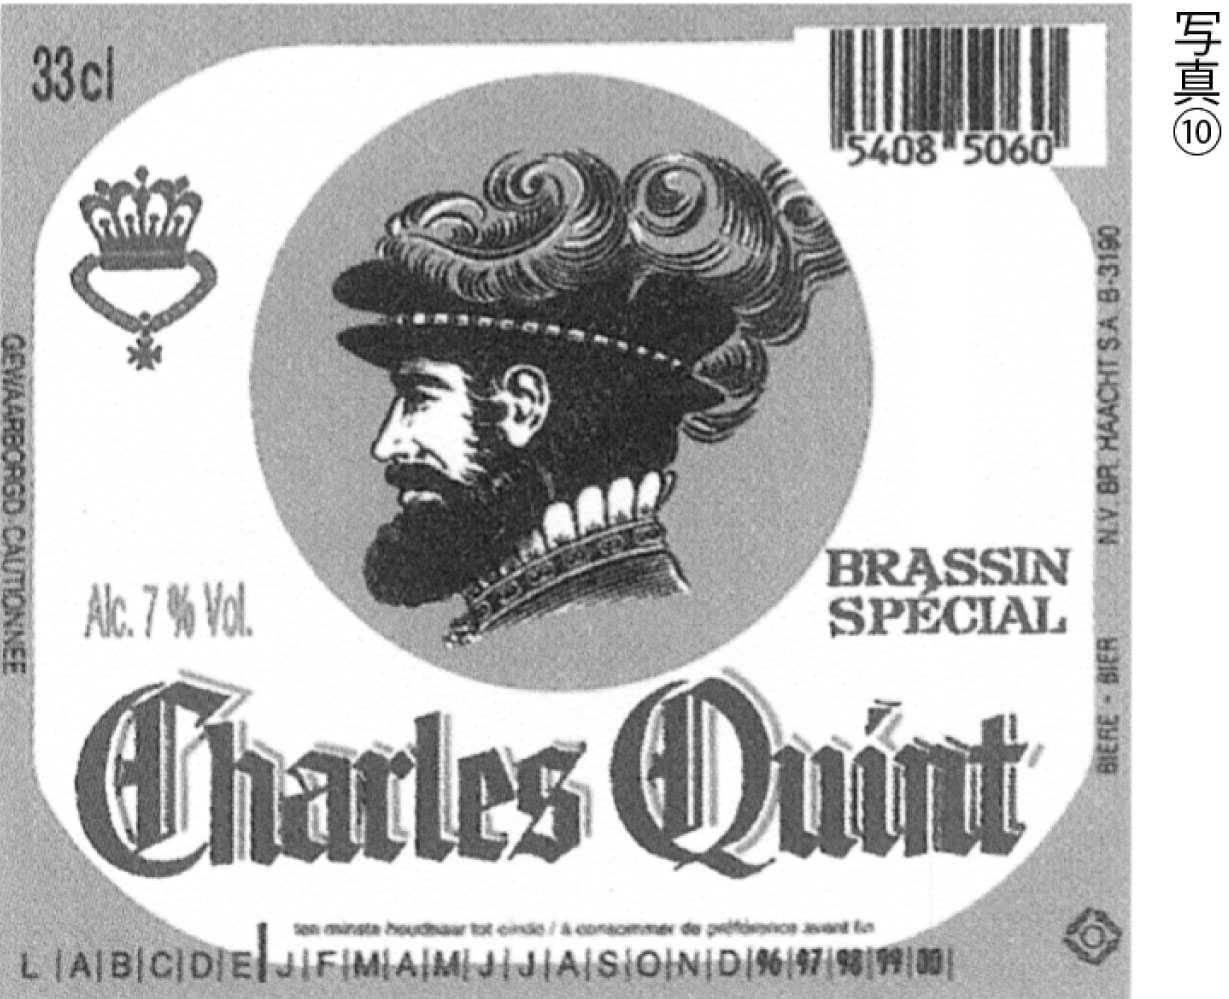 写真⑩
33cl
5408 5060
GEWAARBORGD CAUTIONNEE
N.V. BR. HAACHT S.A. B-3190
BIERE - BIER
Alc. 7 % Vol.
BRASSIN
SPÉCIAL
Charles Quint
ten minste houdbaar tot einde / à consommer de préférence avant fin
L |A|B|C|D|E|J|F|M|A|M|J|J|A|S|O|N|D|96|97|98|99|00|